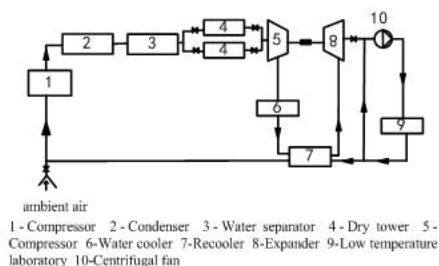 10
4
2
3
5
8
4
1
6
9
7
ambient air
1 - Compressor 2 - Condenser 3 - Water separator 4 - Dry tower 5 -
Compressor 6-Water cooler 7-Recooler 8-Expander 9-Low temperature
laboratory 10-Centrifugal fan